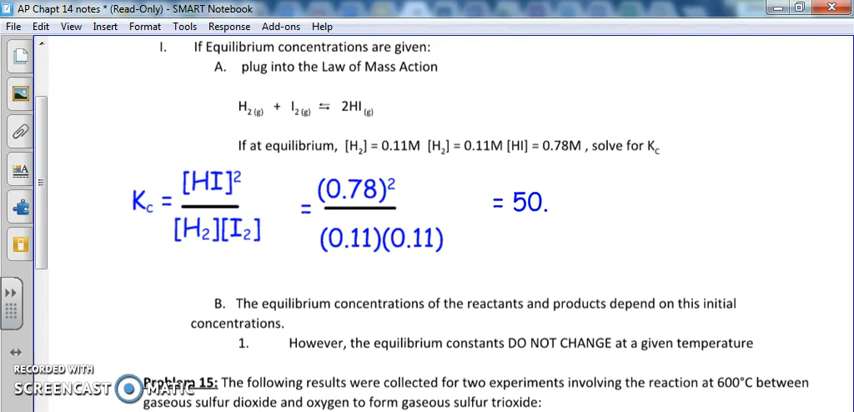 AP Chapt 14 notes * (Read-Only) - SMART Notebook
File Edit View Insert Format Tools Response Add-ons Help
I. If Equilibrium concentrations are given:
A. plug into the Law of Mass Action
H₂ (g) + I₂ (g) ⇆ 2HI (g)
If at equilibrium, [H₂] = 0.11M [H₂] = 0.11M [HI] = 0.78M , solve for K꜀
Kc = [HI]² / [H₂][I₂] = (0.78)² / (0.11)(0.11) = 50.
B. The equilibrium concentrations of the reactants and products depend on this initial
concentrations.
1. However, the equilibrium constants DO NOT CHANGE at a given temperature
RECORDED WITH
SCREENCAST MATIC
Problem 15: The following results were collected for two experiments involving the reaction at 600°C between
gaseous sulfur dioxide and oxygen to form gaseous sulfur trioxide: